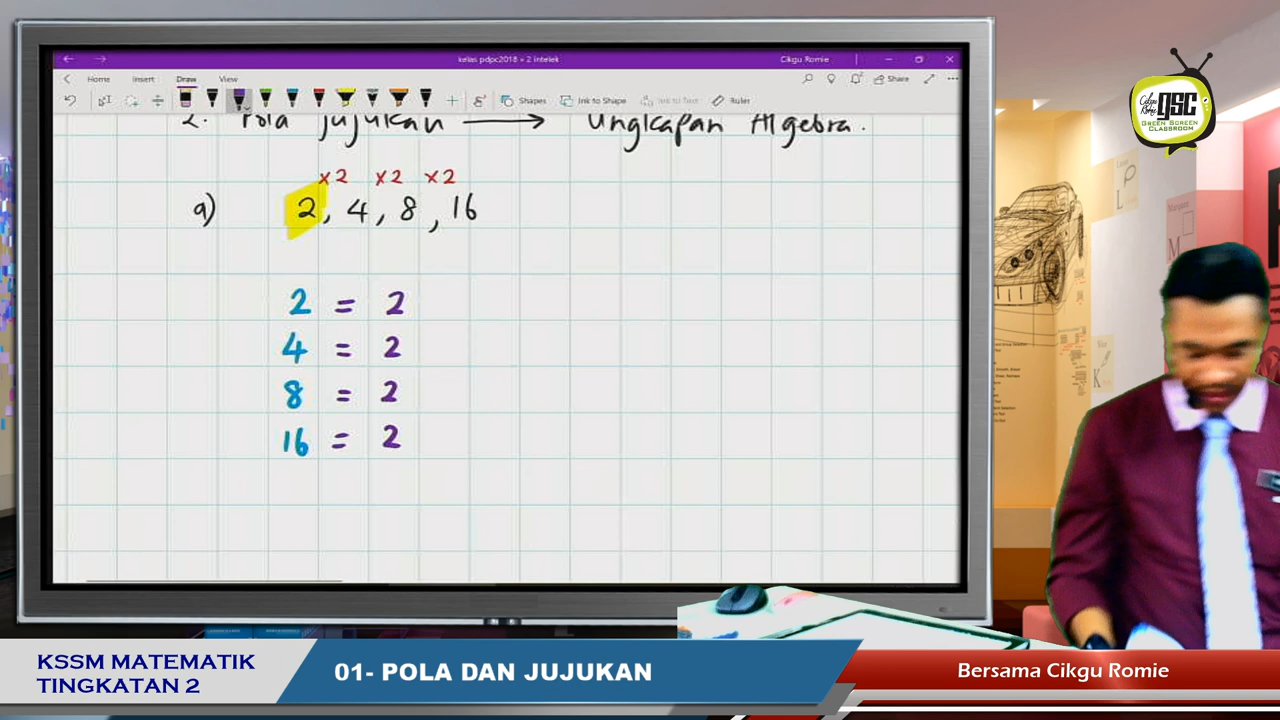 kelas pdpc2018 » 2 intelek
Cikgu Romie
Home Insert Draw View
Share
Shapes Ink to Shape Ink to Text Ruler
2. Pola jujukan → Ungkapan Algebra.
×2 ×2 ×2
a) 2, 4, 8, 16
2 = 2
4 = 2
8 = 2
16 = 2
Cikgu Romie GSC
GREEN SCREEN
CLASSROOM
KSSM MATEMATIK
TINGKATAN 2
01- POLA DAN JUJUKAN
Bersama Cikgu Romie